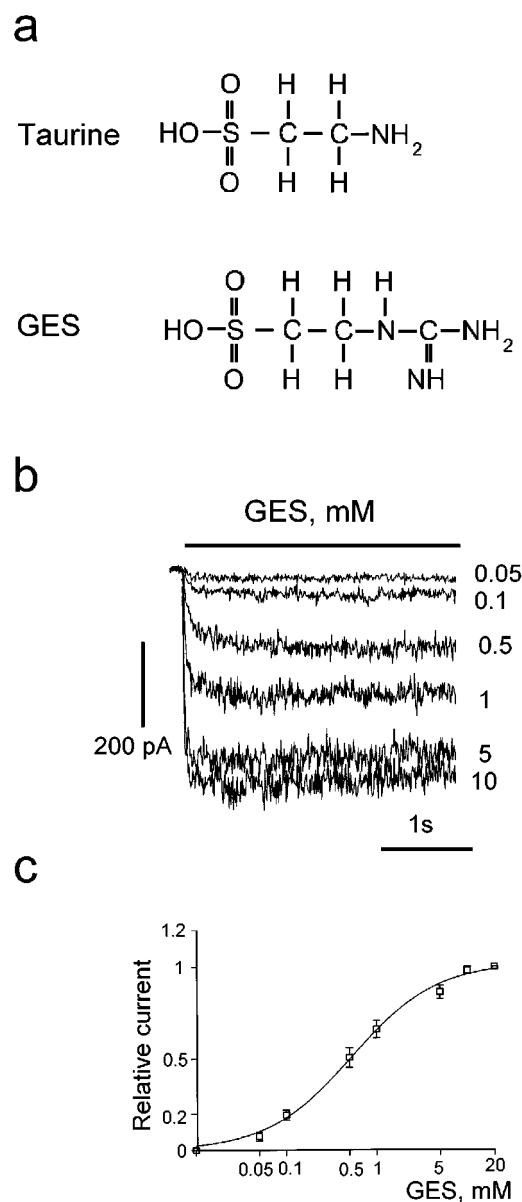 a
Taurine
O H H
HO–S–C–C–NH2
O H H
GES
O H H H
HO–S–C–C–N–C–NH2
O H H NH
b
GES, mM
0.05
0.1
0.5
1
5
10
200 pA
1s
c
Relative current
1.2
1
0.5
0.2
0
0.05 0.1 0.5 1 5 20
GES, mM